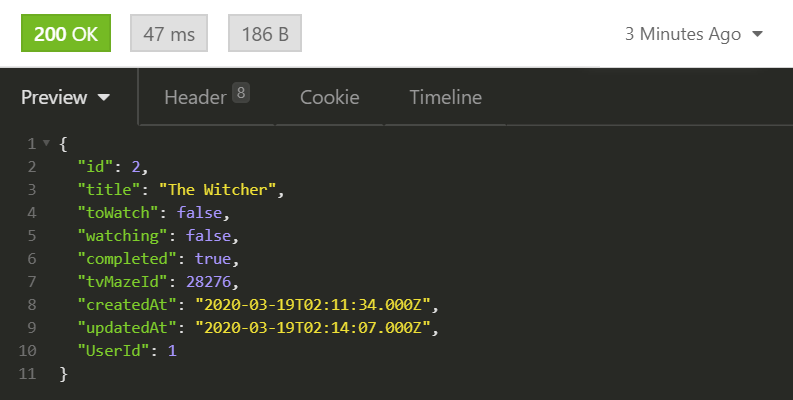 200 OK 47 ms 186 B 3 Minutes Ago
Preview Header 8 Cookie Timeline
1 {
2 "id": 2,
3 "title": "The Witcher",
4 "toWatch": false,
5 "watching": false,
6 "completed": true,
7 "tvMazeId": 28276,
8 "createdAt": "2020-03-19T02:11:34.000Z",
9 "updatedAt": "2020-03-19T02:14:07.000Z",
10 "UserId": 1
11 }